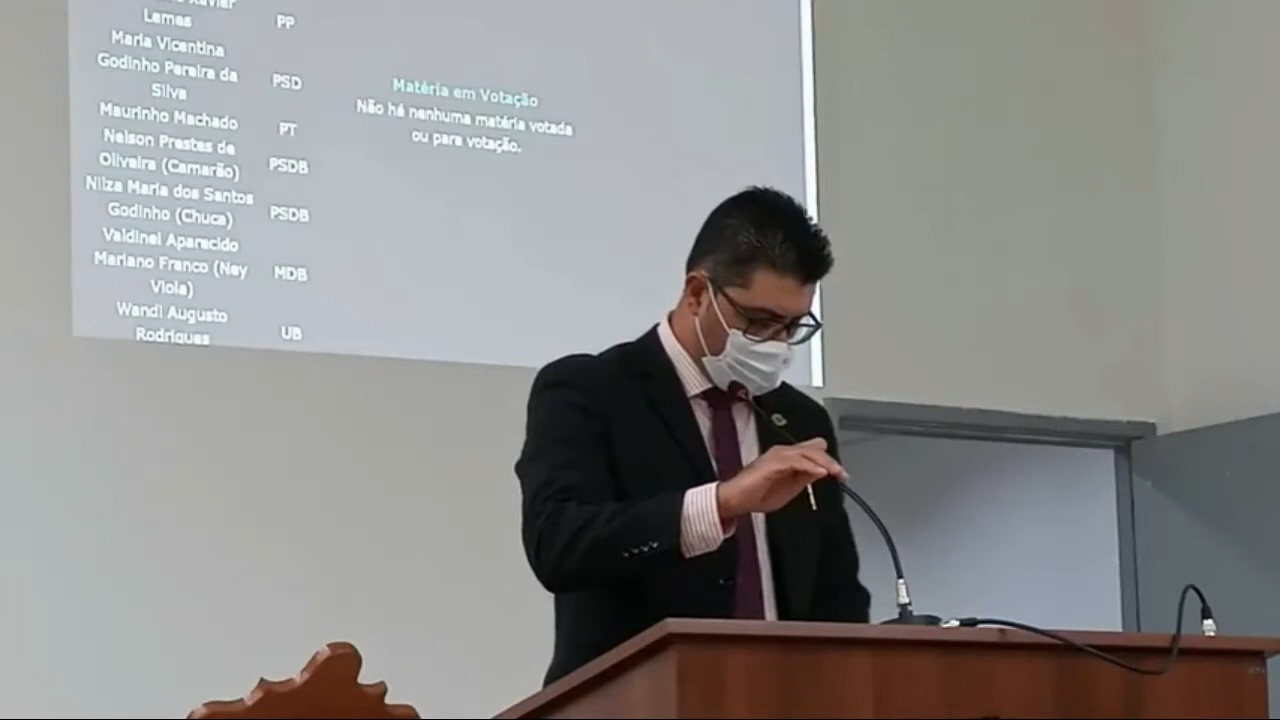 Xavier
Lemes PP
Maria Vicentina
Godinho Pereira da
Silva PSD
Maurinho Machado PT
Nelson Prestes de
Oliveira (Camarão) PSDB
Nilza Maria dos Santos
Godinho (Chuca) PSDB
Valdinei Aparecido
Mariano Franco (Ney
Viola) MDB
Wandi Augusto
Rodrigues UB
Matéria em Votação
Não há nenhuma matéria votada
ou para votação.